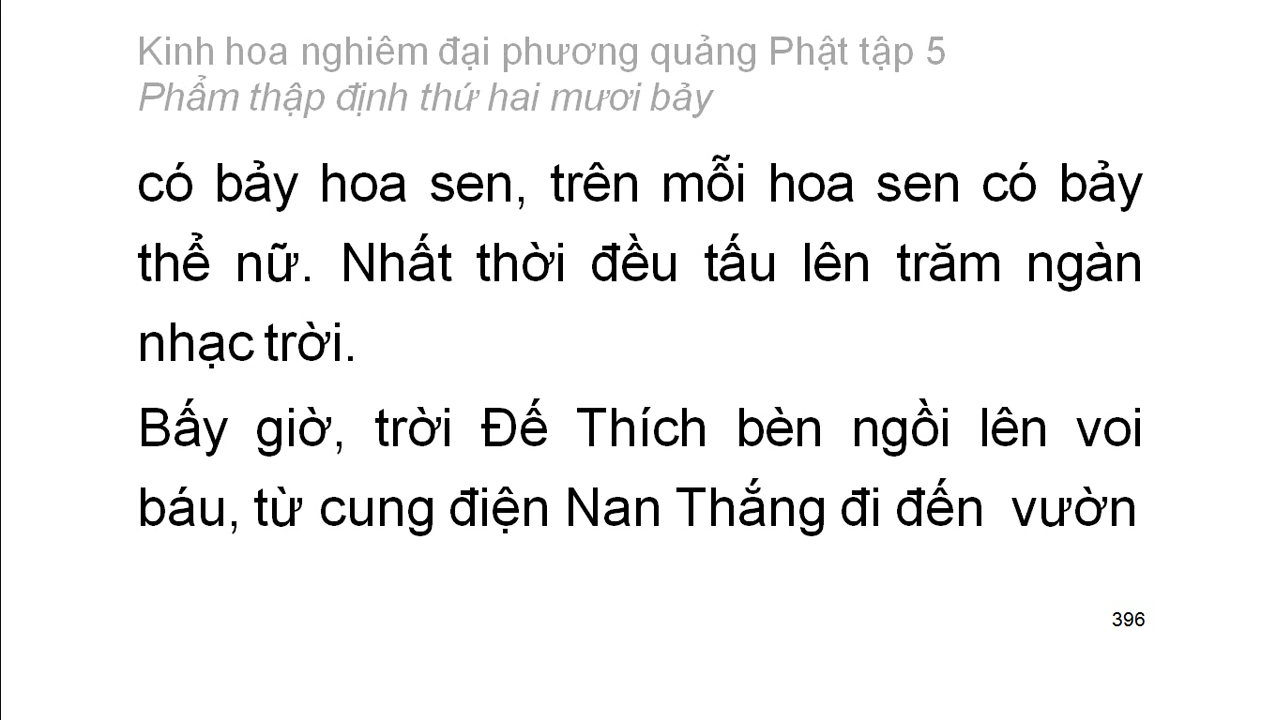 Kinh hoa nghiêm đại phương quảng Phật tập 5
Phẩm thập định thứ hai mươi bảy
có bảy hoa sen, trên mỗi hoa sen có bảy
thể nữ. Nhất thời đều tấu lên trăm ngàn
nhạc trời.
Bấy giờ, trời Đế Thích bèn ngồi lên voi
báu, từ cung điện Nan Thắng đi đến vườn
396